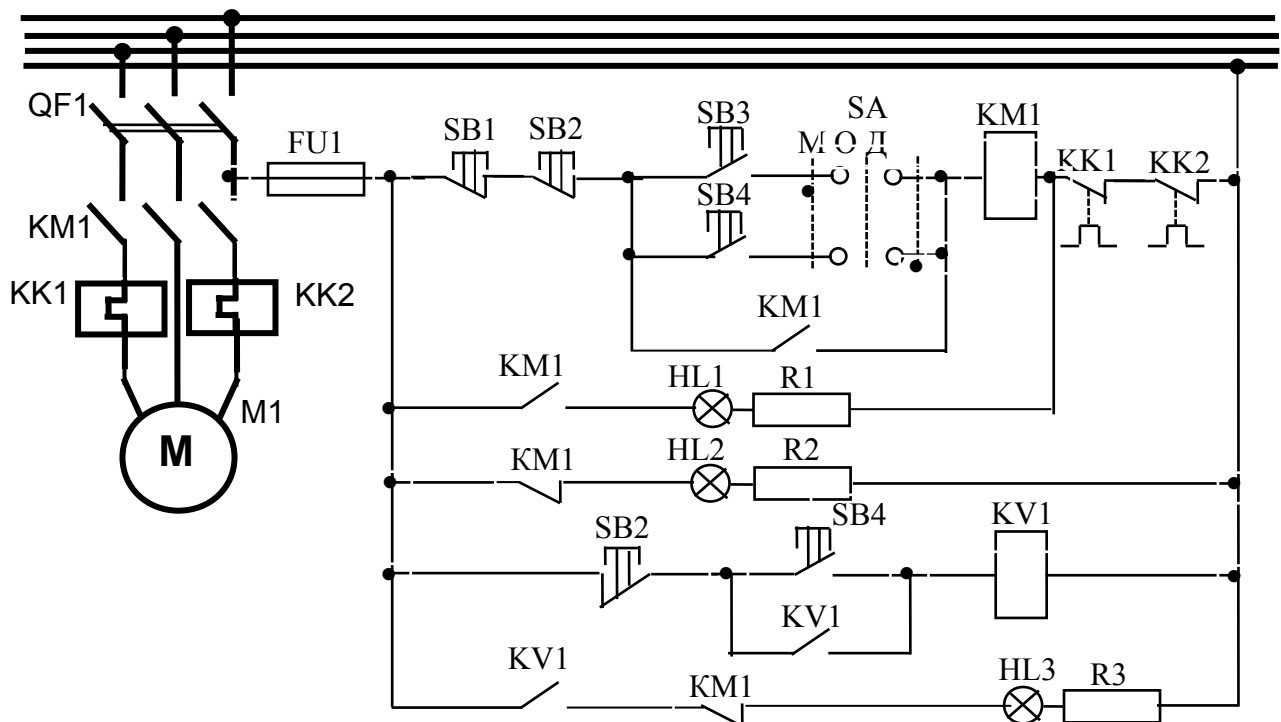 QF1
FU1
SB1
SB2
SB3
SA
М О Д
KM1
KK1
KK2
SB4
KM1
KK1
KK2
KM1
M1
М
KM1
HL1
R1
KM1
HL2
R2
SB2
SB4
KV1
KV1
KV1
KM1
HL3
R3